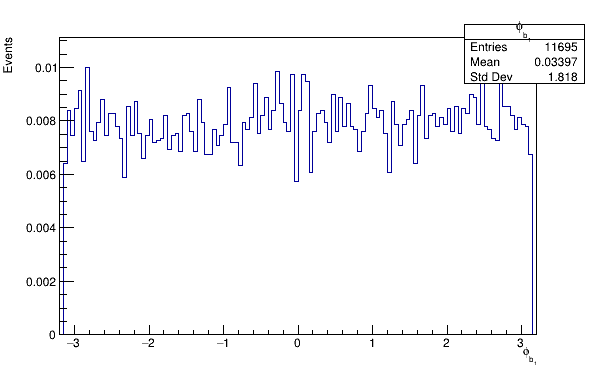 ϕ_b₁
Entries 11695
Mean 0.03397
Std Dev 1.818
Events
0.01
0.008
0.006
0.004
0.002
0
−3 −2 −1 0 1 2 3
ϕ_b₁